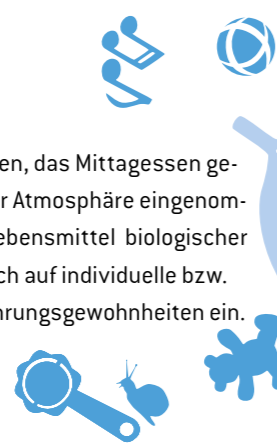 en, das Mittagessen ge-
r Atmosphäre eingenom-
ebensmittel biologischer
ch auf individuelle bzw.
hrungsgewohnheiten ein.